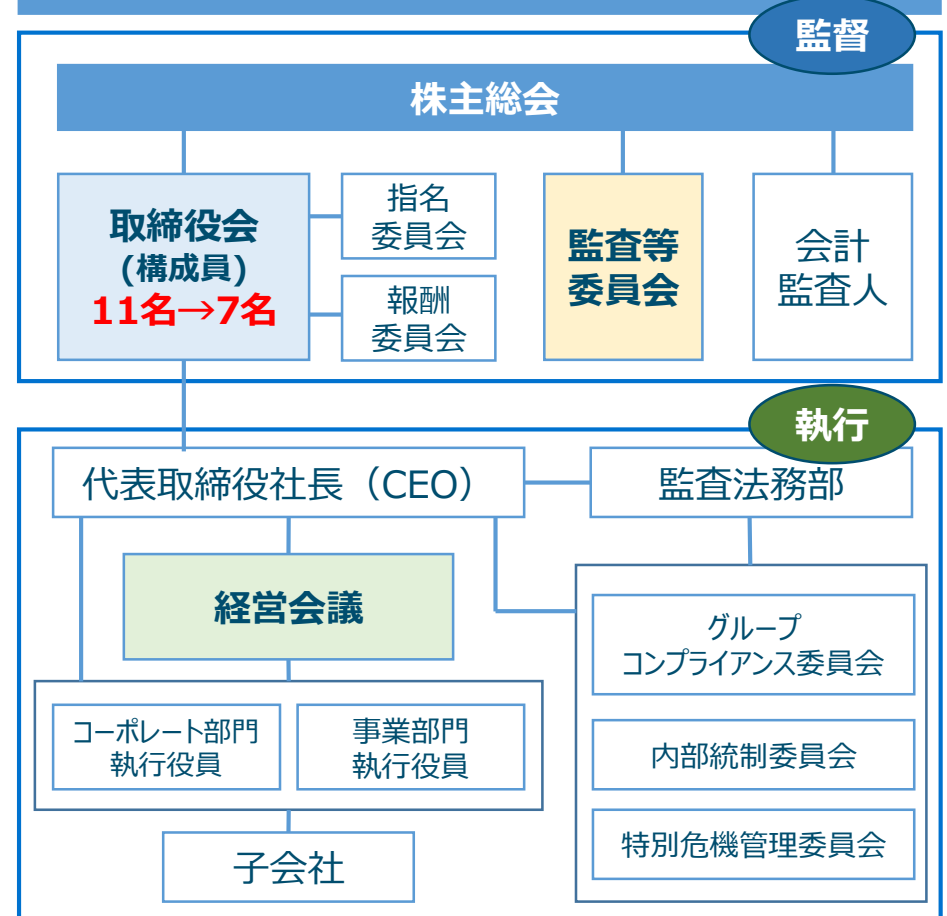 監督
株主総会
取締役会
(構成員)
11名→7名
指名
委員会
報酬
委員会
監査等
委員会
会計
監査人
執行
代表取締役社長（CEO）
監査法務部
経営会議
コーポレート部門
執行役員
事業部門
執行役員
子会社
グループ
コンプライアンス委員会
内部統制委員会
特別危機管理委員会